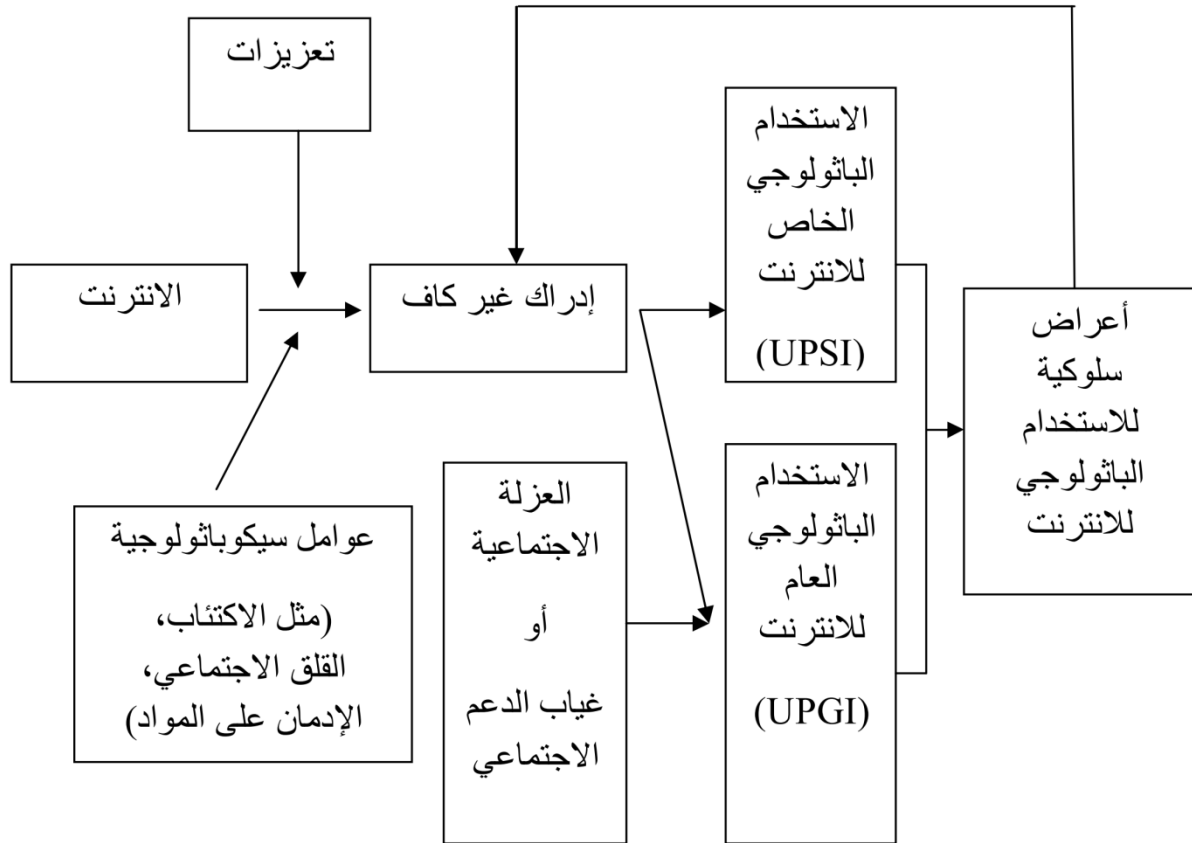 تعزيزات
الانترنت
إدراك غير كاف
عوامل سيكوباثولوجية
(مثل الاكتئاب،
القلق الاجتماعي،
الإدمان على المواد)
العزلة
الاجتماعية
أو
غياب الدعم
الاجتماعي
الاستخدام
الباثولوجي
الخاص
للانترنت
(UPSI)
الاستخدام
الباثولوجي
العام
للانترنت
(UPGI)
أعراض
سلوكية
للاستخدام
الباثولوجي
للانترنت